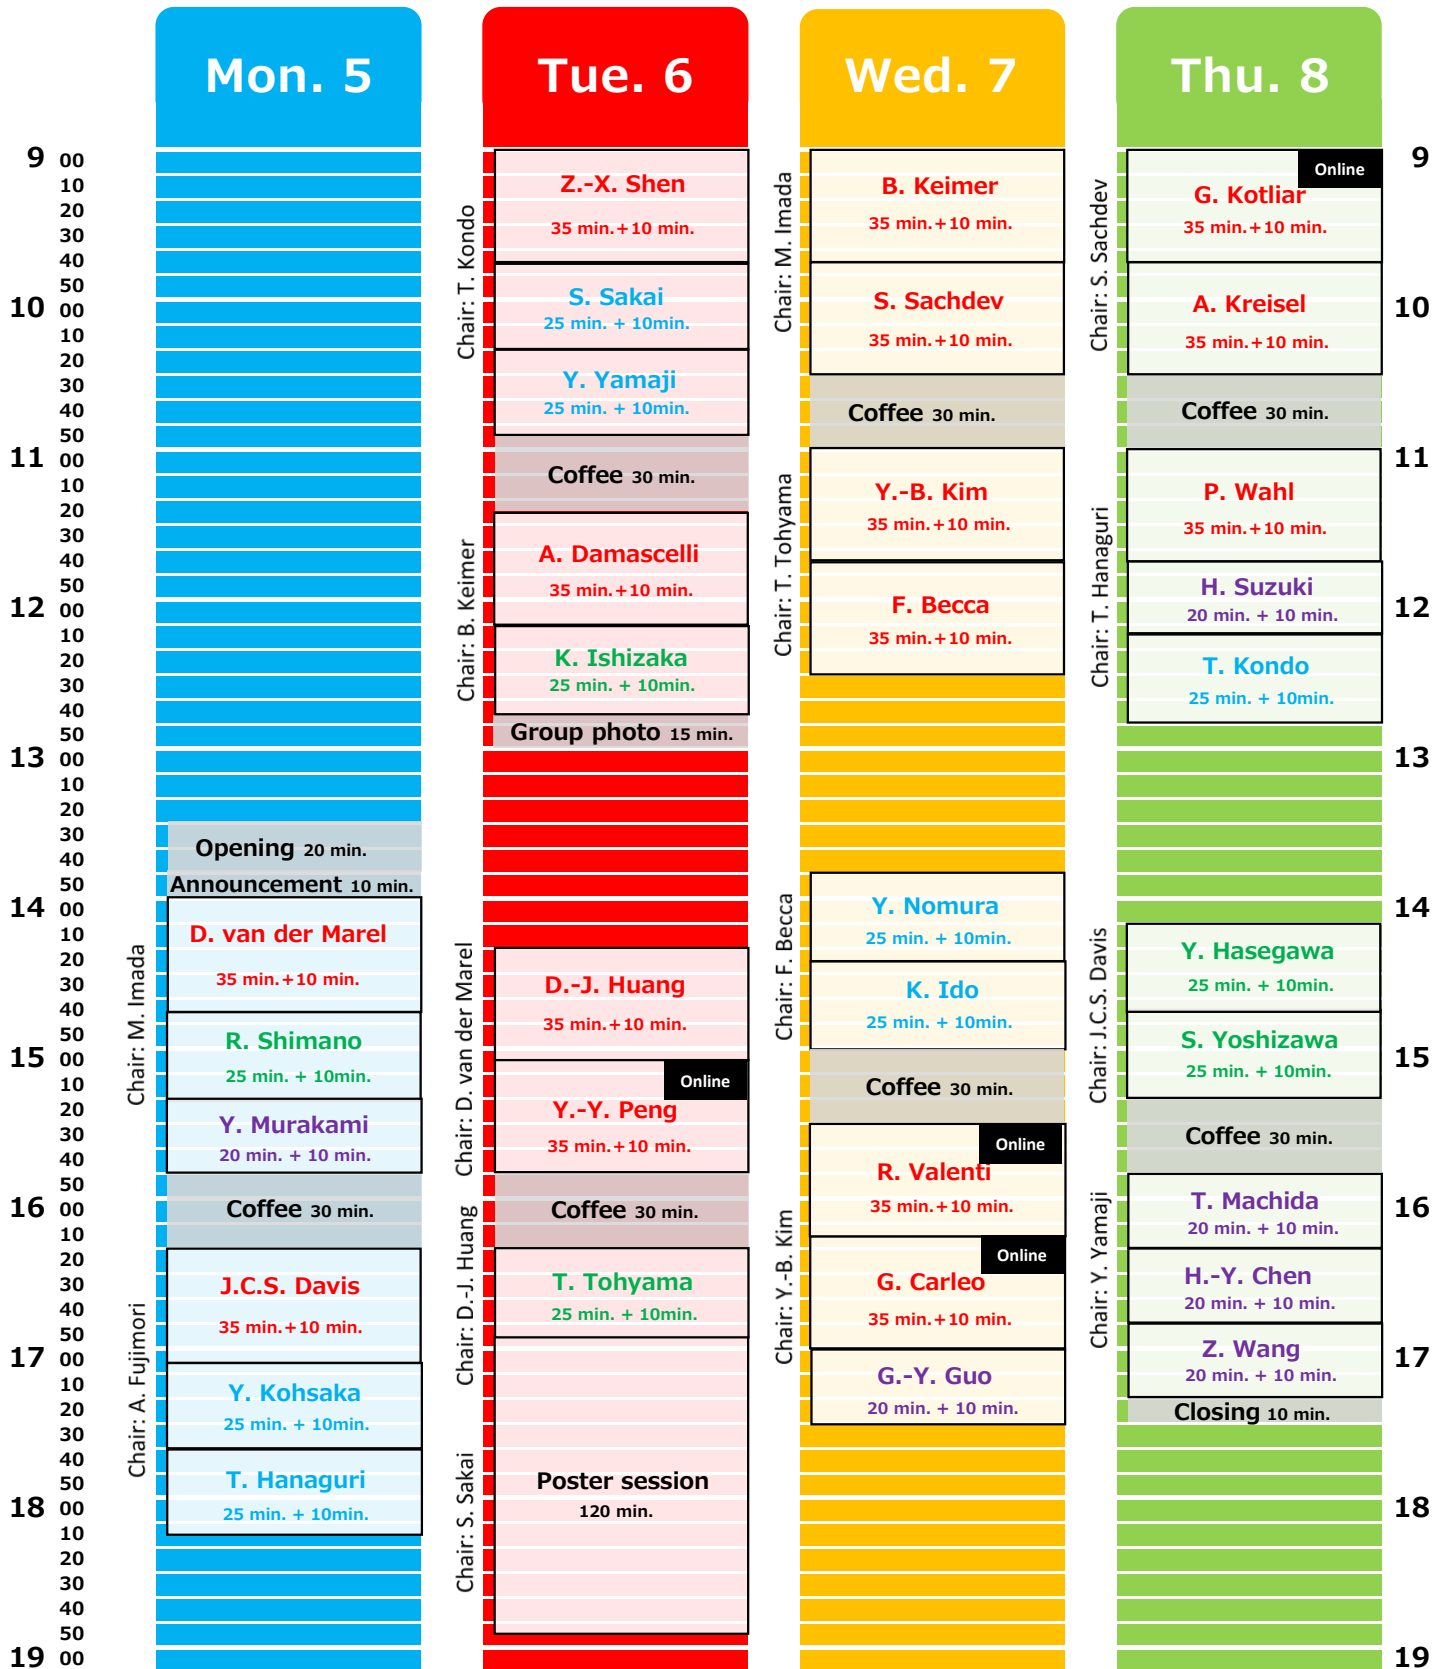 Mon. 5
Tue. 6
Wed. 7
Thu. 8
9 00
10
20
30
40
50
10 00
10
20
30
40
50
11 00
10
20
30
40
50
12 00
10
20
30
40
50
13 00
10
20
30
40
50
14 00
10
20
30
40
50
15 00
10
20
30
40
50
16 00
10
20
30
40
50
17 00
10
20
30
40
50
18 00
10
20
30
40
50
19 00
Opening 20 min.
Announcement 10 min.
Chair: M. Imada
D. van der Marel
35 min.+10 min.
R. Shimano
25 min. + 10min.
Y. Murakami
20 min. + 10 min.
Coffee 30 min.
Chair: A. Fujimori
J.C.S. Davis
35 min.+10 min.
Y. Kohsaka
25 min. + 10min.
T. Hanaguri
25 min. + 10min.
Chair: T. Kondo
Z.-X. Shen
35 min.+10 min.
S. Sakai
25 min. + 10min.
Y. Yamaji
25 min. + 10min.
Coffee 30 min.
Chair: B. Keimer
A. Damascelli
35 min.+10 min.
K. Ishizaka
25 min. + 10min.
Group photo 15 min.
Chair: D. van der Marel
D.-J. Huang
35 min.+10 min.
Online
Y.-Y. Peng
35 min.+10 min.
Coffee 30 min.
Chair: D.-J. Huang
T. Tohyama
25 min. + 10min.
Chair: S. Sakai
Poster session
120 min.
Chair: M. Imada
B. Keimer
35 min.+10 min.
S. Sachdev
35 min.+10 min.
Coffee 30 min.
Chair: T. Tohyama
Y.-B. Kim
35 min.+10 min.
F. Becca
35 min.+10 min.
Chair: F. Becca
Y. Nomura
25 min. + 10min.
K. Ido
25 min. + 10min.
Coffee 30 min.
Chair: Y.-B. Kim
Online
R. Valenti
35 min.+10 min.
Online
G. Carleo
35 min.+10 min.
G.-Y. Guo
20 min. + 10 min.
Chair: S. Sachdev
Online
G. Kotliar
35 min.+10 min.
A. Kreisel
35 min.+10 min.
Coffee 30 min.
Chair: T. Hanaguri
P. Wahl
35 min.+10 min.
H. Suzuki
20 min. + 10 min.
T. Kondo
25 min. + 10min.
Chair: J.C.S. Davis
Y. Hasegawa
25 min. + 10min.
S. Yoshizawa
25 min. + 10min.
Coffee 30 min.
Chair: Y. Yamaji
T. Machida
20 min. + 10 min.
H.-Y. Chen
20 min. + 10 min.
Z. Wang
20 min. + 10 min.
Closing 10 min.
9
10
11
12
13
14
15
16
17
18
19